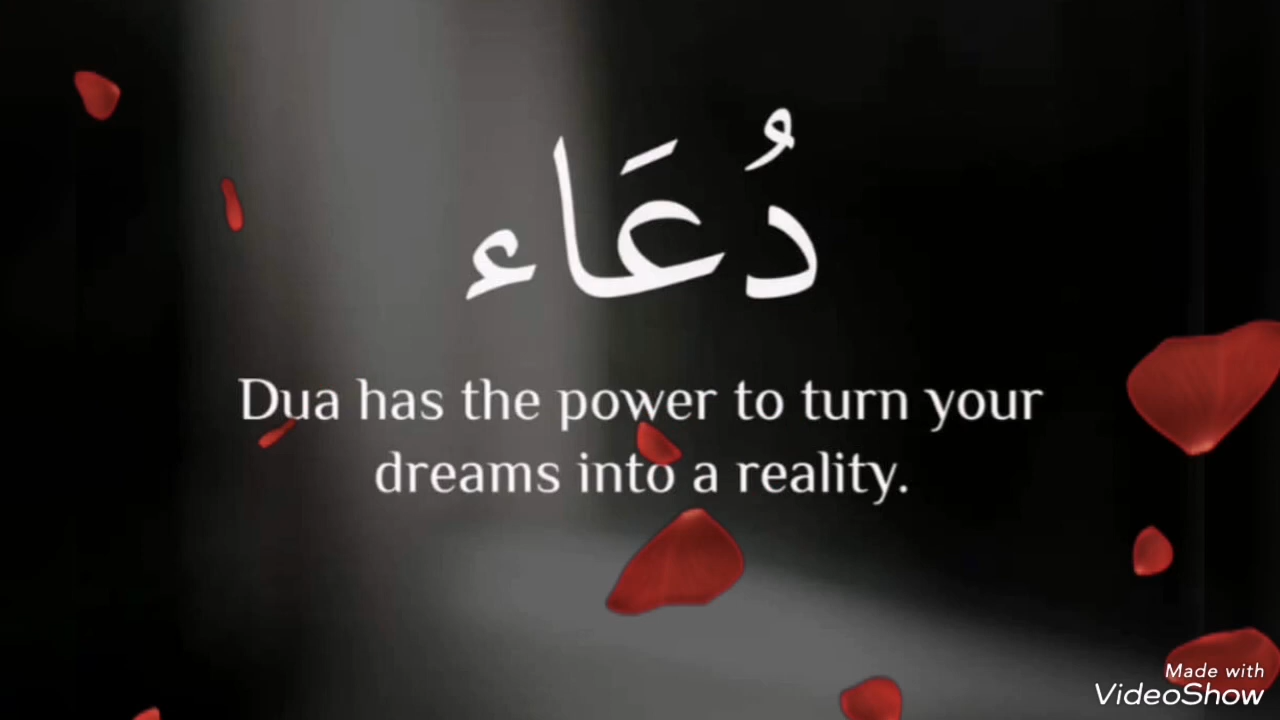 دُعَاء
Dua has the power to turn your
dreams into a reality.
Made with
VideoShow